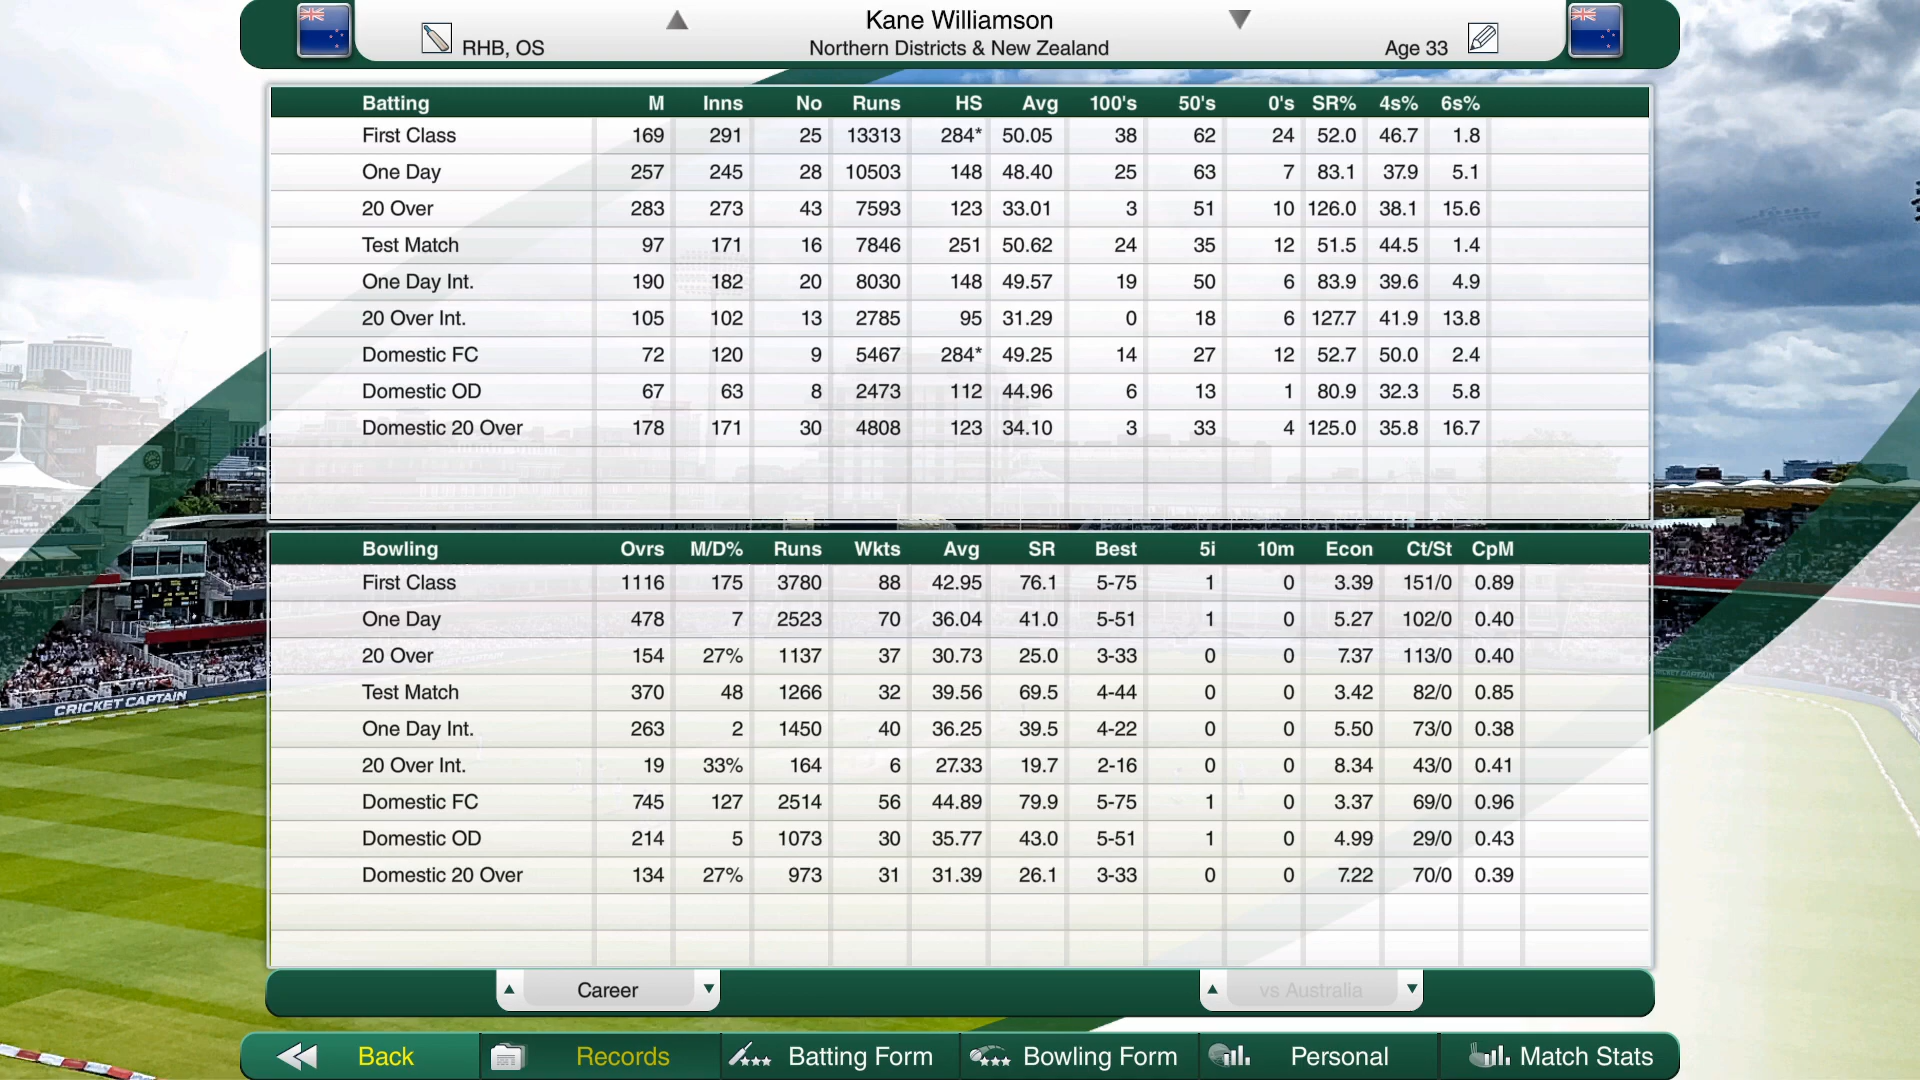 Kane Williamson
RHB, OS Northern Districts & New Zealand Age 33
Batting M Inns No Runs HS Avg 100's 50's 0's SR% 4s% 6s%
First Class 169 291 25 13313 284* 50.05 38 62 24 52.0 46.7 1.8
One Day 257 245 28 10503 148 48.40 25 63 7 83.1 37.9 5.1
20 Over 283 273 43 7593 123 33.01 3 51 10 126.0 38.1 15.6
Test Match 97 171 16 7846 251 50.62 24 35 12 51.5 44.5 1.4
One Day Int. 190 182 20 8030 148 49.57 19 50 6 83.9 39.6 4.9
20 Over Int. 105 102 13 2785 95 31.29 0 18 6 127.7 41.9 13.8
Domestic FC 72 120 9 5467 284* 49.25 14 27 12 52.7 50.0 2.4
Domestic OD 67 63 8 2473 112 44.96 6 13 1 80.9 32.3 5.8
Domestic 20 Over 178 171 30 4808 123 34.10 3 33 4 125.0 35.8 16.7
Bowling Ovrs M/D% Runs Wkts Avg SR Best 5i 10m Econ Ct/St CpM
First Class 1116 175 3780 88 42.95 76.1 5-75 1 0 3.39 151/0 0.89
One Day 478 7 2523 70 36.04 41.0 5-51 1 0 5.27 102/0 0.40
20 Over 154 27% 1137 37 30.73 25.0 3-33 0 0 7.37 113/0 0.40
Test Match 370 48 1266 32 39.56 69.5 4-44 0 0 3.42 82/0 0.85
One Day Int. 263 2 1450 40 36.25 39.5 4-22 0 0 5.50 73/0 0.38
20 Over Int. 19 33% 164 6 27.33 19.7 2-16 0 0 8.34 43/0 0.41
Domestic FC 745 127 2514 56 44.89 79.9 5-75 1 0 3.37 69/0 0.96
Domestic OD 214 5 1073 30 35.77 43.0 5-51 1 0 4.99 29/0 0.43
Domestic 20 Over 134 27% 973 31 31.39 26.1 3-33 0 0 7.22 70/0 0.39
CRICKET CAPTAIN
Career vs Australia
Back Records Batting Form Bowling Form Personal Match Stats